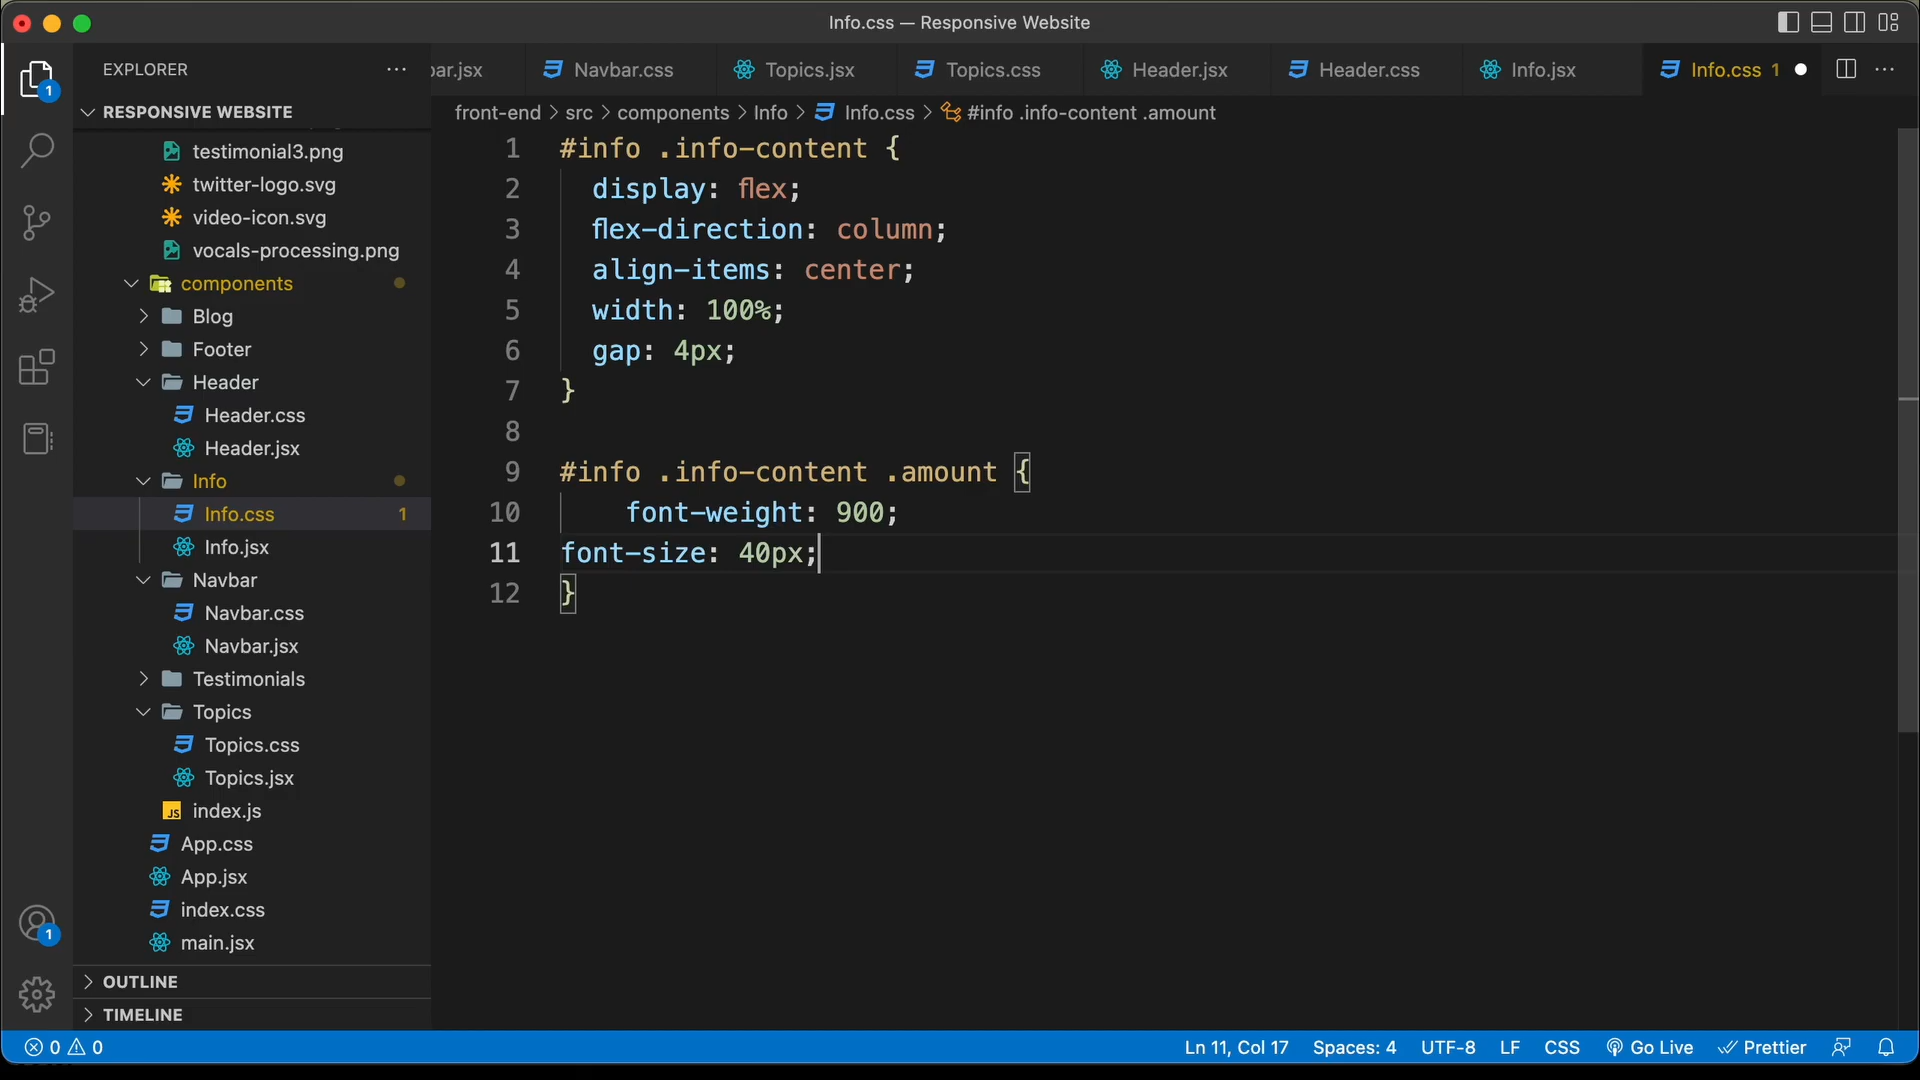 Info.css — Responsive Website
EXPLORER
RESPONSIVE WEBSITE
testimonial3.png
twitter-logo.svg
video-icon.svg
vocals-processing.png
components
Blog
Footer
Header
Header.css
Header.jsx
Info
Info.css 1
Info.jsx
Navbar
Navbar.css
Navbar.jsx
Testimonials
Topics
Topics.css
Topics.jsx
JS index.js
App.css
App.jsx
index.css
main.jsx
OUTLINE
TIMELINE
1
1
bar.jsx Navbar.css Topics.jsx Topics.css Header.jsx Header.css Info.jsx Info.css 1
front-end > src > components > Info > Info.css > #info .info-content .amount
1 #info .info-content {
2 display: flex;
3 flex-direction: column;
4 align-items: center;
5 width: 100%;
6 gap: 4px;
7 }
8
9 #info .info-content .amount {
10 font-weight: 900;
11 font-size: 40px;
12 }
0 0 Ln 11, Col 17 Spaces: 4 UTF-8 LF CSS Go Live Prettier